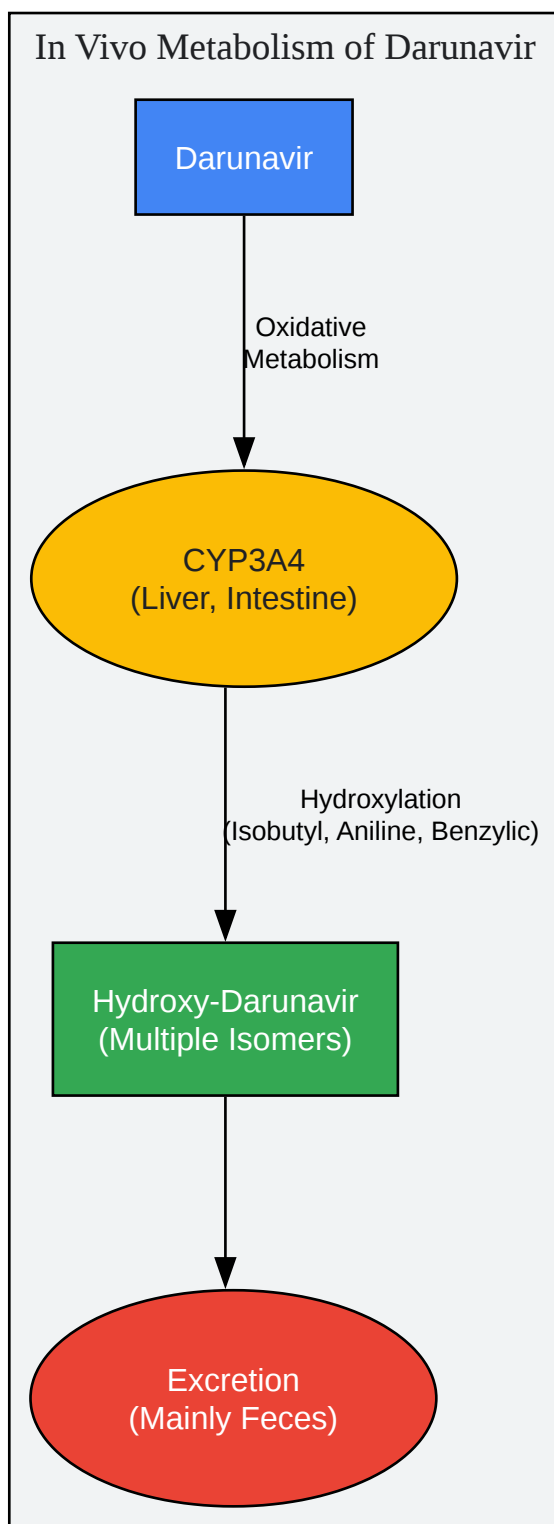 In Vivo Metabolism of Darunavir
Darunavir
Oxidative
Metabolism
CYP3A4
(Liver, Intestine)
Hydroxylation
(Isobutyl, Aniline, Benzylic)
Hydroxy-Darunavir
(Multiple Isomers)
Excretion
(Mainly Feces)